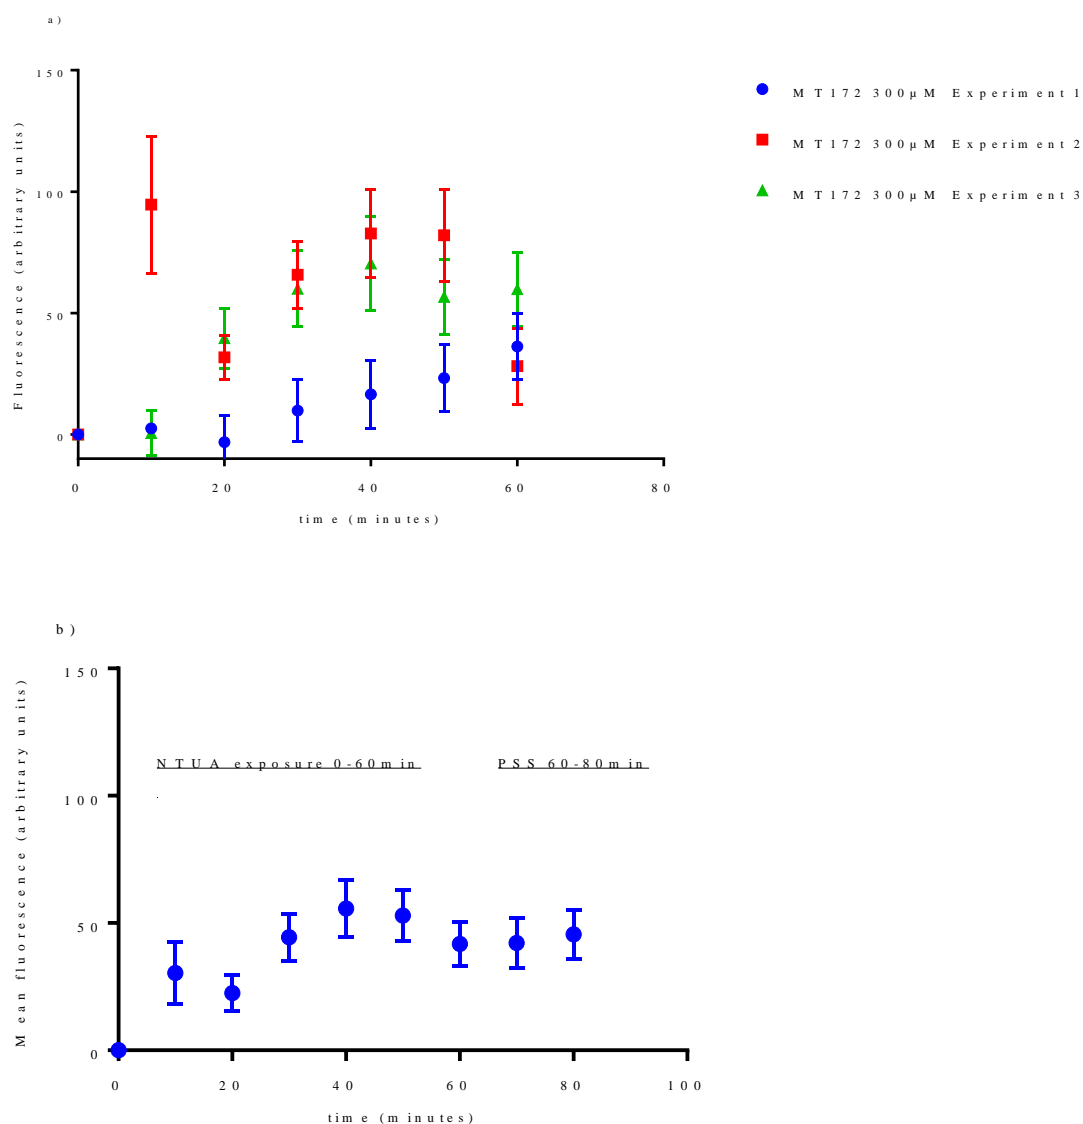 a)
150
100
50
0
0 20 40 60 80
Fluorescence (arbitrary units)
time (minutes)
MT172 300µM Experiment 1
MT172 300µM Experiment 2
MT172 300µM Experiment 3
b)
150
100
50
0
0 20 40 60 80 100
Mean fluorescence (arbitrary units)
time (minutes)
NTUA exposure 0-60min
PSS 60-80min